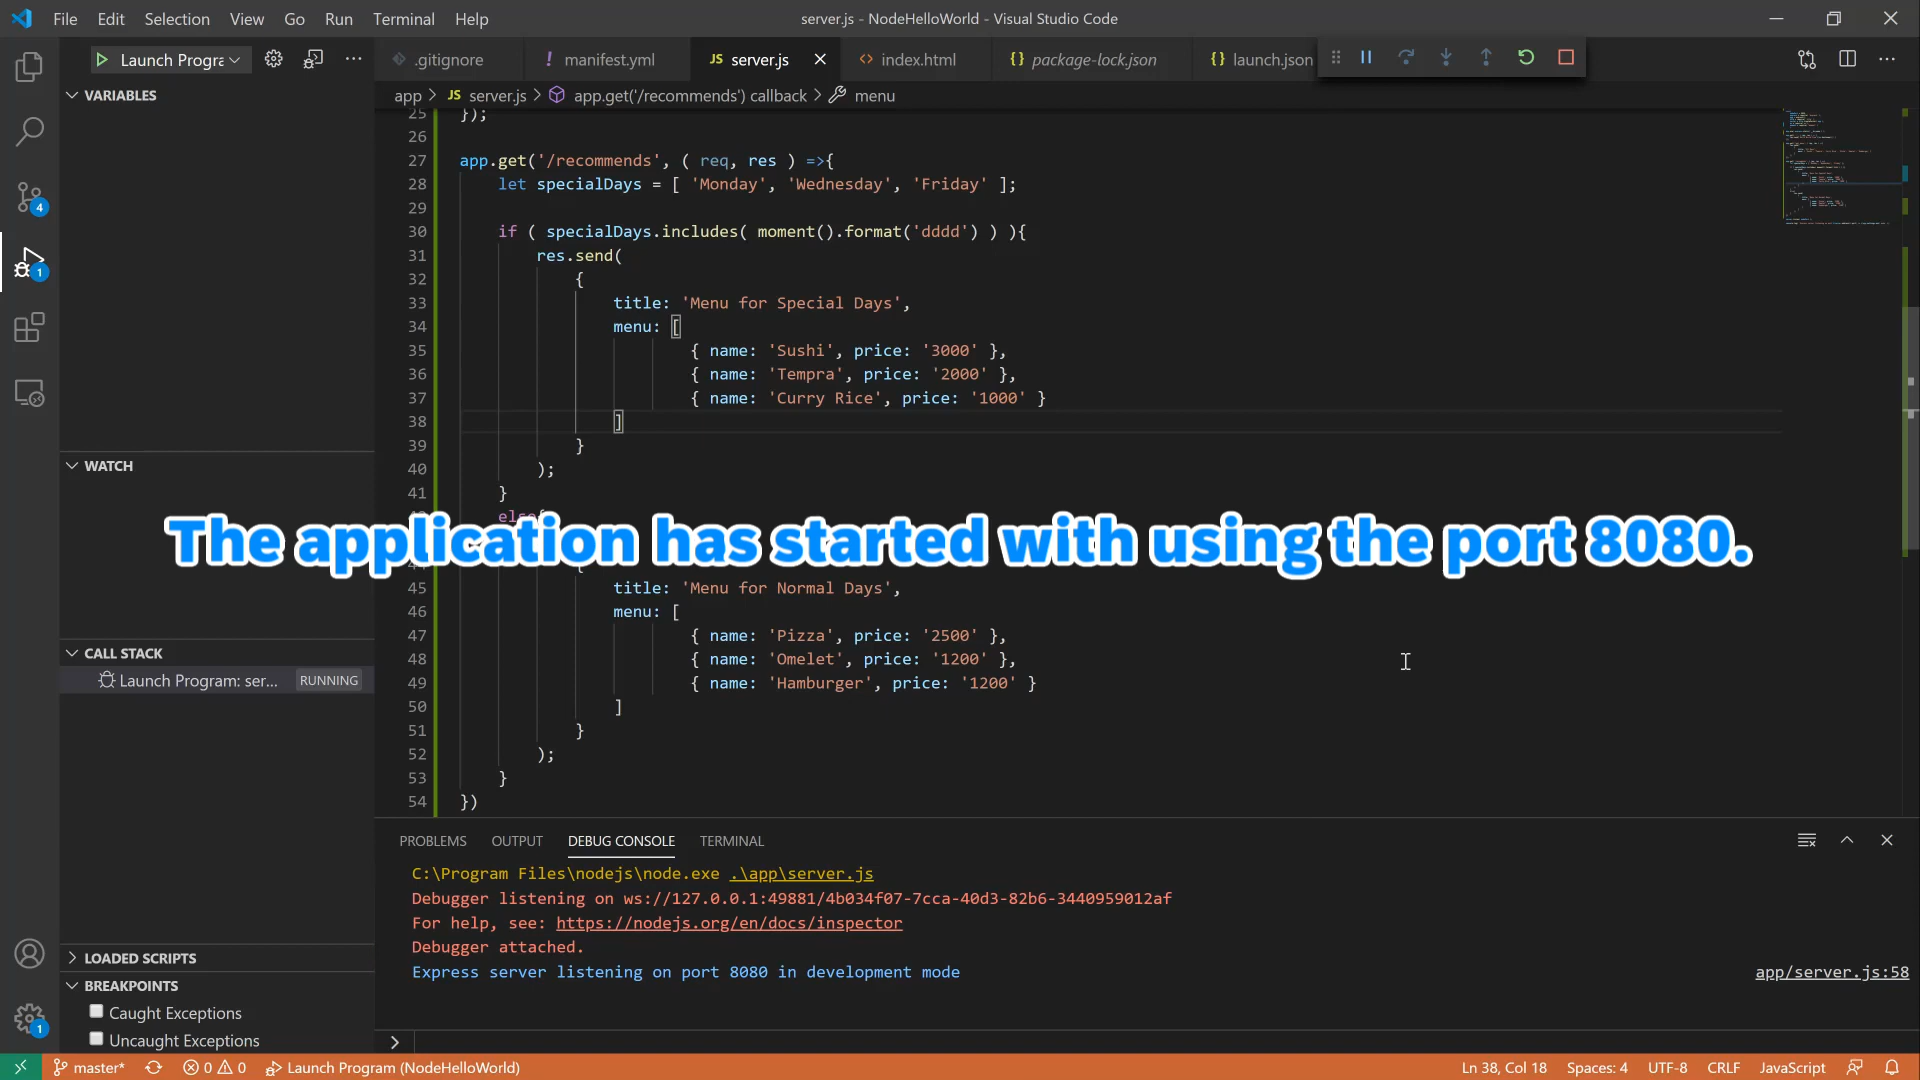 File Edit Selection View Go Run Terminal Help
server.js - NodeHelloWorld - Visual Studio Code
Launch Progra
.gitignore
! manifest.yml
JS server.js
<> index.html
{} package-lock.json
{} launch.json
app > JS server.js > app.get('/recommends') callback > menu
VARIABLES
WATCH
CALL STACK
Launch Program: ser... RUNNING
LOADED SCRIPTS
BREAKPOINTS
Caught Exceptions
Uncaught Exceptions
4
1
1
25 });
26
27 app.get('/recommends', ( req, res ) =>{
28 let specialDays = [ 'Monday', 'Wednesday', 'Friday' ];
29
30 if ( specialDays.includes( moment().format('dddd') ) ){
31 res.send(
32 {
33 title: 'Menu for Special Days',
34 menu: [
35 { name: 'Sushi', price: '3000' },
36 { name: 'Tempra', price: '2000' },
37 { name: 'Curry Rice', price: '1000' }
38 ]
39 }
40 );
41 }
else{
The application has started with using the port 8080.
45 title: 'Menu for Normal Days',
46 menu: [
47 { name: 'Pizza', price: '2500' },
48 { name: 'Omelet', price: '1200' },
49 { name: 'Hamburger', price: '1200' }
50 ]
51 }
52 );
53 }
54 })
PROBLEMS OUTPUT DEBUG CONSOLE TERMINAL
C:\Program Files\nodejs\node.exe .\app\server.js
Debugger listening on ws://127.0.0.1:49881/4b034f07-7cca-40d3-82b6-3440959012af
For help, see: https://nodejs.org/en/docs/inspector
Debugger attached.
Express server listening on port 8080 in development mode
app/server.js:58
master* 0 0 Launch Program (NodeHelloWorld)
Ln 38, Col 18 Spaces: 4 UTF-8 CRLF JavaScript